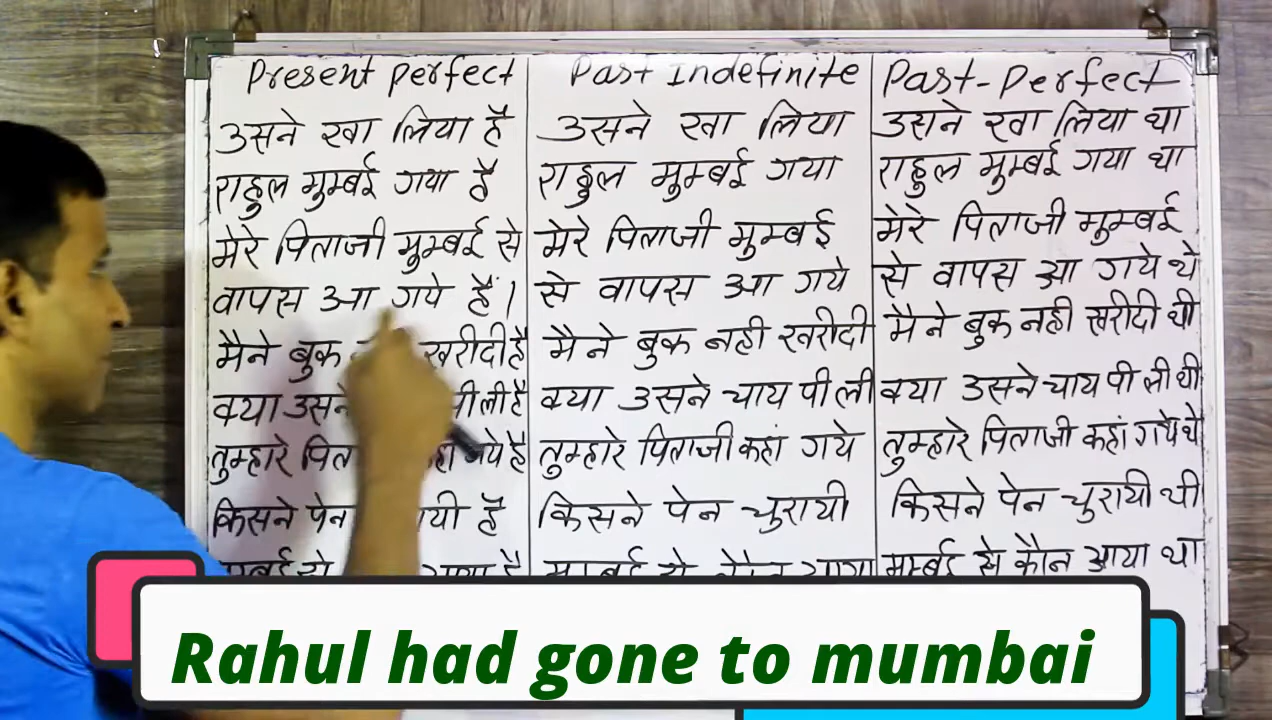 Present Perfect
उसने खा लिया है
राहुल मुम्बई गया है
मेरे पिताजी मुम्बई से
वापस आ गये हैं।
मैने बुक खरीदी है
क्या उसने है
तुम्हारे है
किसने पेन है
है
Past Indefinite
उसने खा लिया
राहुल मुम्बई गया
मेरे पिताजी मुम्बई
से वापस आ गये
मैने बुक नही खरीदी
क्या उसने चाय पी ली
तुम्हारे पिताजी कहां गये
किसने पेन चुरायी
Past-Perfect
उसने खा लिया था
राहुल मुम्बई गया था
मेरे पिताजी मुम्बई
से वापस आ गये थे
मैने बुक नही खरीदी थी
क्या उसने चाय पी ली थी
तुम्हारे पिताजी कहां गये थे
किसने पेन चुरायी थी
मुम्बई से कौन आया था
Rahul had gone to mumbai